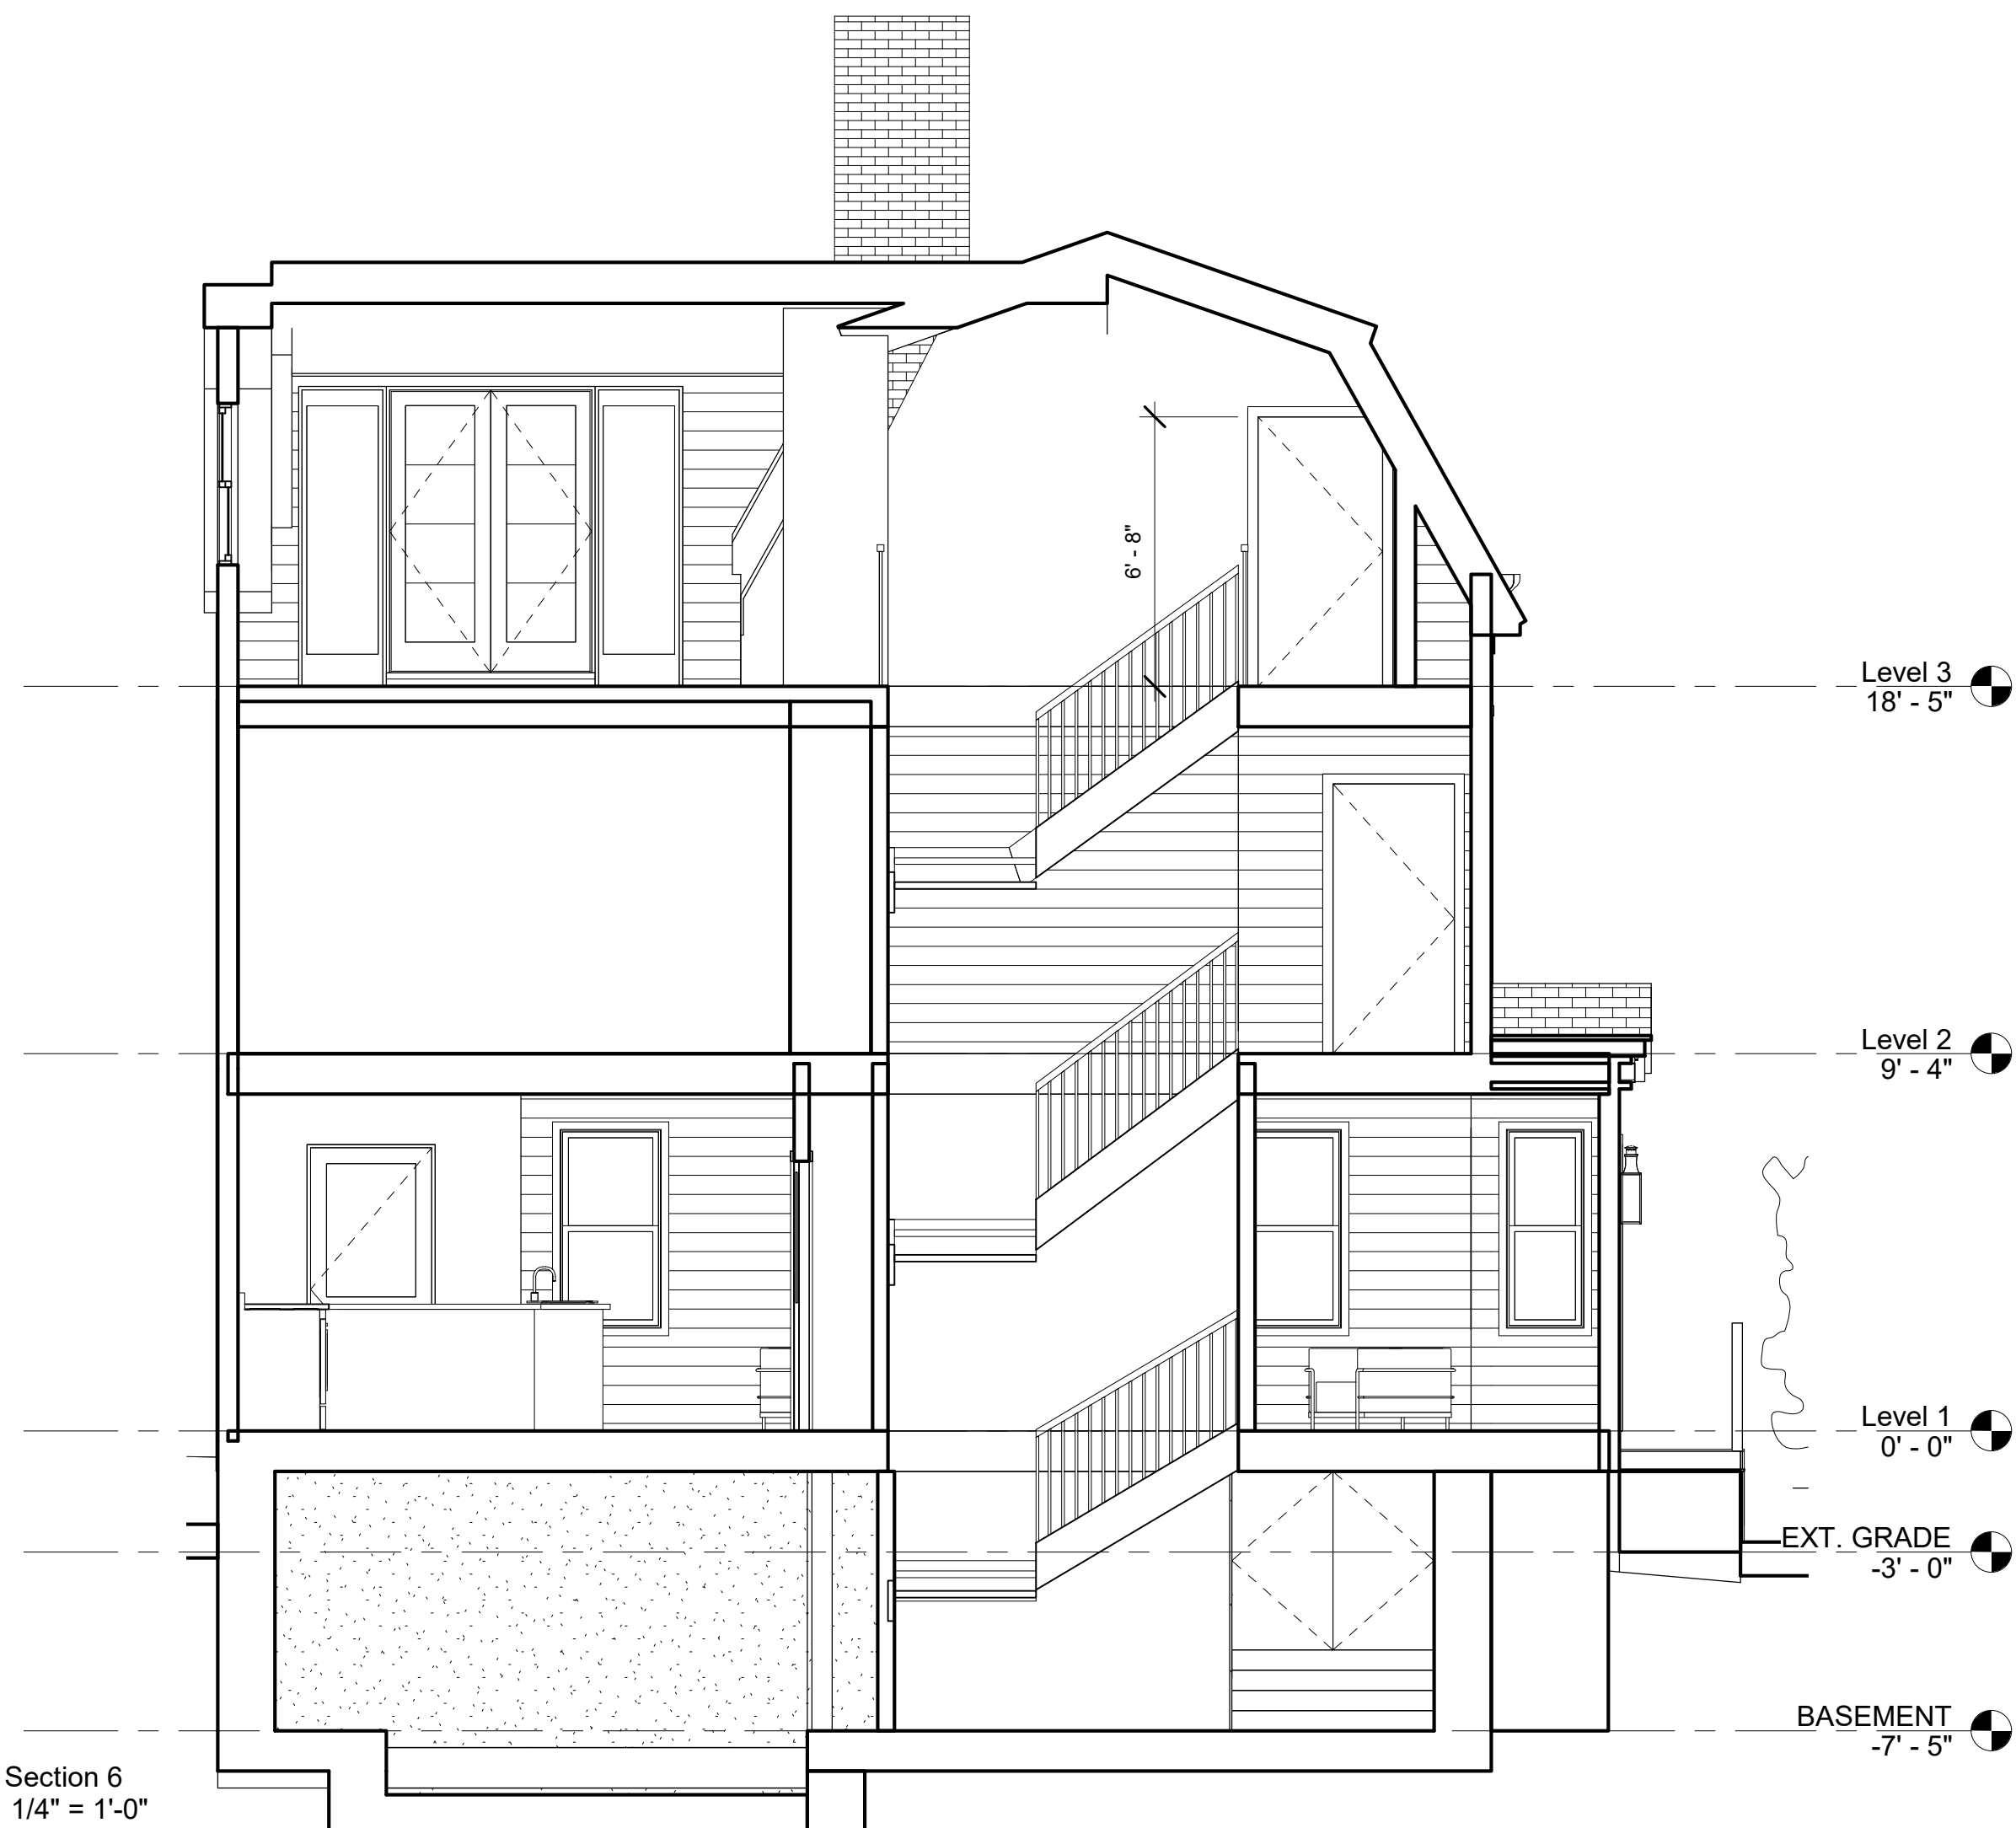 6' - 8"
Level 3
18' - 5"
Level 2
9' - 4"
Level 1
0' - 0"
EXT. GRADE
-3' - 0"
BASEMENT
-7' - 5"
Section 6
1/4" = 1'-0"